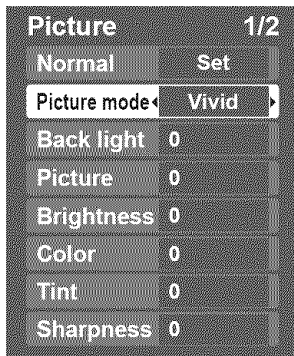 Picture 1/2
Normal Set
Picture mode Vivid
Back light 0
Picture 0
Brightness 0
Color 0
Tint 0
Sharpness 0